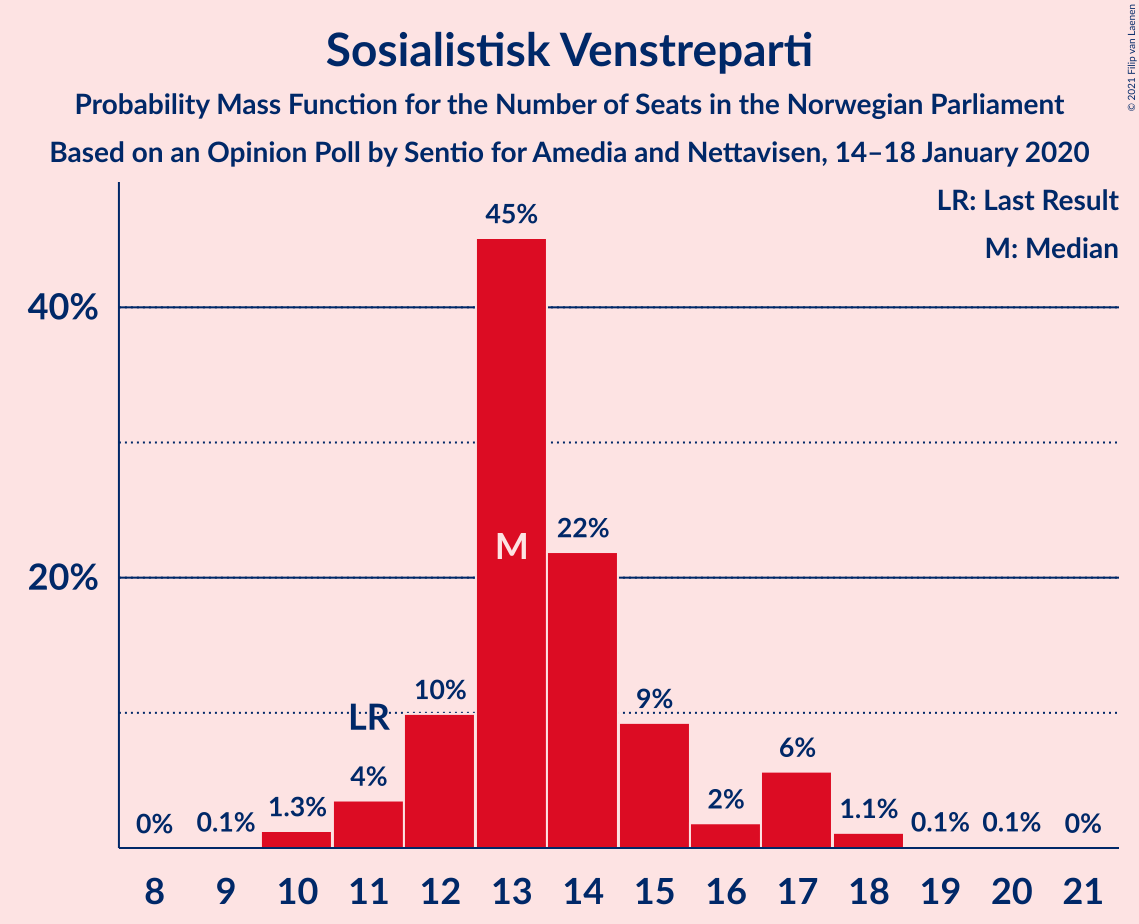 Sosialistisk Venstreparti
Probability Mass Function for the Number of Seats in the Norwegian Parliament
Based on an Opinion Poll by Sentio for Amedia and Nettavisen, 14–18 January 2020
© 2021 Filip van Laenen
LR: Last Result
M: Median
45%
40%
M
22%
20%
10%
LR
9%
4%
6%
0%
0.1%
1.3%
2%
1.1%
0.1%
0.1%
0%
8 9 10 11 12 13 14 15 16 17 18 19 20 21